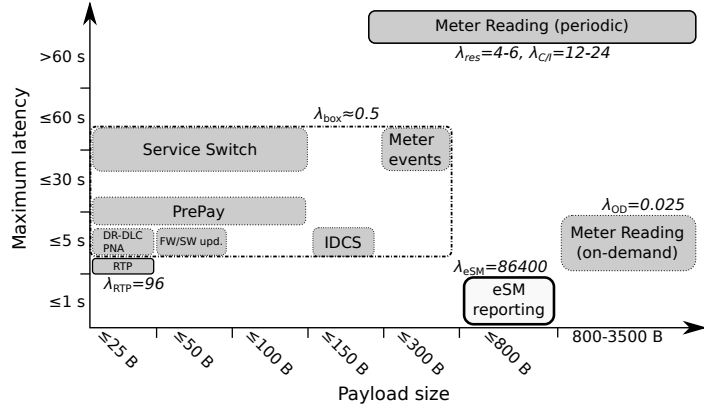 Meter Reading (periodic)
λres=4-6, λC/I=12-24
>60 s
≤60 s
≤30 s
≤5 s
≤1 s
Maximum latency
λbox≈0.5
Service Switch
Meter
events
PrePay
DR-DLC
PNA
FW/SW upd.
IDCS
RTP
λRTP=96
λOD=0.025
Meter Reading
(on-demand)
λeSM=86400
eSM
reporting
≤25 B
≤50 B
≤100 B
≤150 B
≤300 B
≤800 B
800-3500 B
Payload size